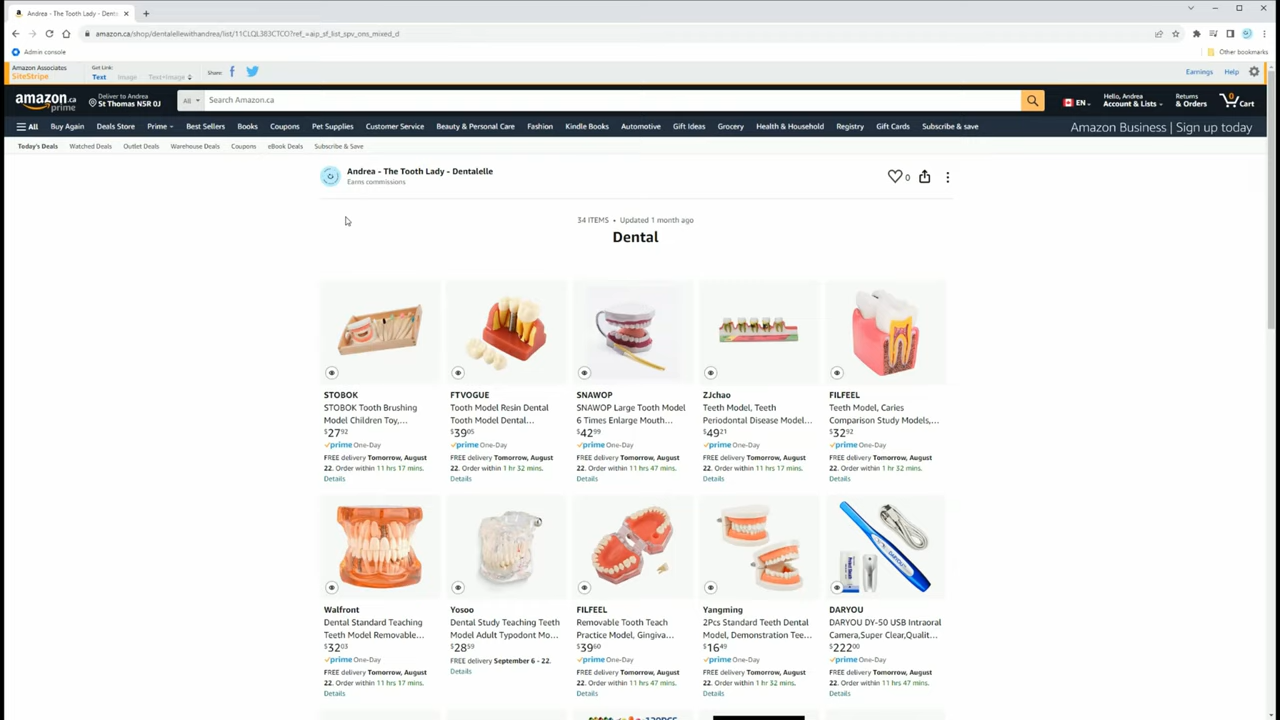 Andrea - The Tooth Lady - Dent
amazon.ca/shop/dentalellewithandrea/list/11CLQL383CTCO?ref_=aip_sf_list_spv_ons_mixed_d
Admin console
Other bookmarks
Amazon Associates
SiteStripe
Get Link:
Text Image Text+Image
Share:
Earnings Help
amazon.ca
prime
Deliver to Andrea
St Thomas N5R 0J
All
Search Amazon.ca
EN
Hello, Andrea
Account & Lists
Returns
& Orders
0
Cart
All Buy Again Deals Store Prime Best Sellers Books Coupons Pet Supplies Customer Service Beauty & Personal Care Fashion Kindle Books Automotive Gift Ideas Grocery Health & Household Registry Gift Cards Subscribe & save
Amazon Business | Sign up today
Today's Deals Watched Deals Outlet Deals Warehouse Deals Coupons eBook Deals Subscribe & Save
Andrea - The Tooth Lady - Dentalelle
Earns commissions
0
34 ITEMS • Updated 1 month ago
Dental
STOBOK
STOBOK Tooth Brushing
Model Children Toy,...
$27.92
prime One-Day
FREE delivery Tomorrow, August
22. Order within 11 hrs 17 mins.
Details
FTVOGUE
Tooth Model Resin Dental
Tooth Model Dental...
$39.05
prime One-Day
FREE delivery Tomorrow, August
22. Order within 1 hr 32 mins.
Details
SNAWOP
SNAWOP Large Tooth Model
6 Times Enlarge Mouth...
$42.99
prime One-Day
FREE delivery Tomorrow, August
22. Order within 11 hrs 47 mins.
Details
ZJchao
Teeth Model, Teeth
Periodontal Disease Model...
$49.21
prime One-Day
FREE delivery Tomorrow, August
22. Order within 11 hrs 17 mins.
Details
FILFEEL
Teeth Model, Caries
Comparison Study Models,...
$32.92
prime One-Day
FREE delivery Tomorrow, August
22. Order within 1 hr 32 mins.
Details
Walfront
Dental Standard Teaching
Teeth Model Removable...
$32.03
prime One-Day
FREE delivery Tomorrow, August
22. Order within 11 hrs 17 mins.
Details
Yosoo
Dental Study Teaching Teeth
Model Adult Typodont Mo...
$28.59
FREE delivery September 6 - 22.
Details
FILFEEL
Removable Tooth Teach
Practice Model, Gingiva...
$39.60
prime One-Day
FREE delivery Tomorrow, August
22. Order within 11 hrs 17 mins.
Details
Yangming
2Pcs Standard Teeth Dental
Model, Demonstration Tee...
$16.49
prime One-Day
FREE delivery Tomorrow, August
22. Order within 1 hr 32 mins.
Details
DARYOU
DARYOU
DARYOU DY-50 USB Intraoral
Camera,Super Clear,Qualit...
$222.00
prime One-Day
FREE delivery Tomorrow, August
22. Order within 11 hrs 47 mins.
Details